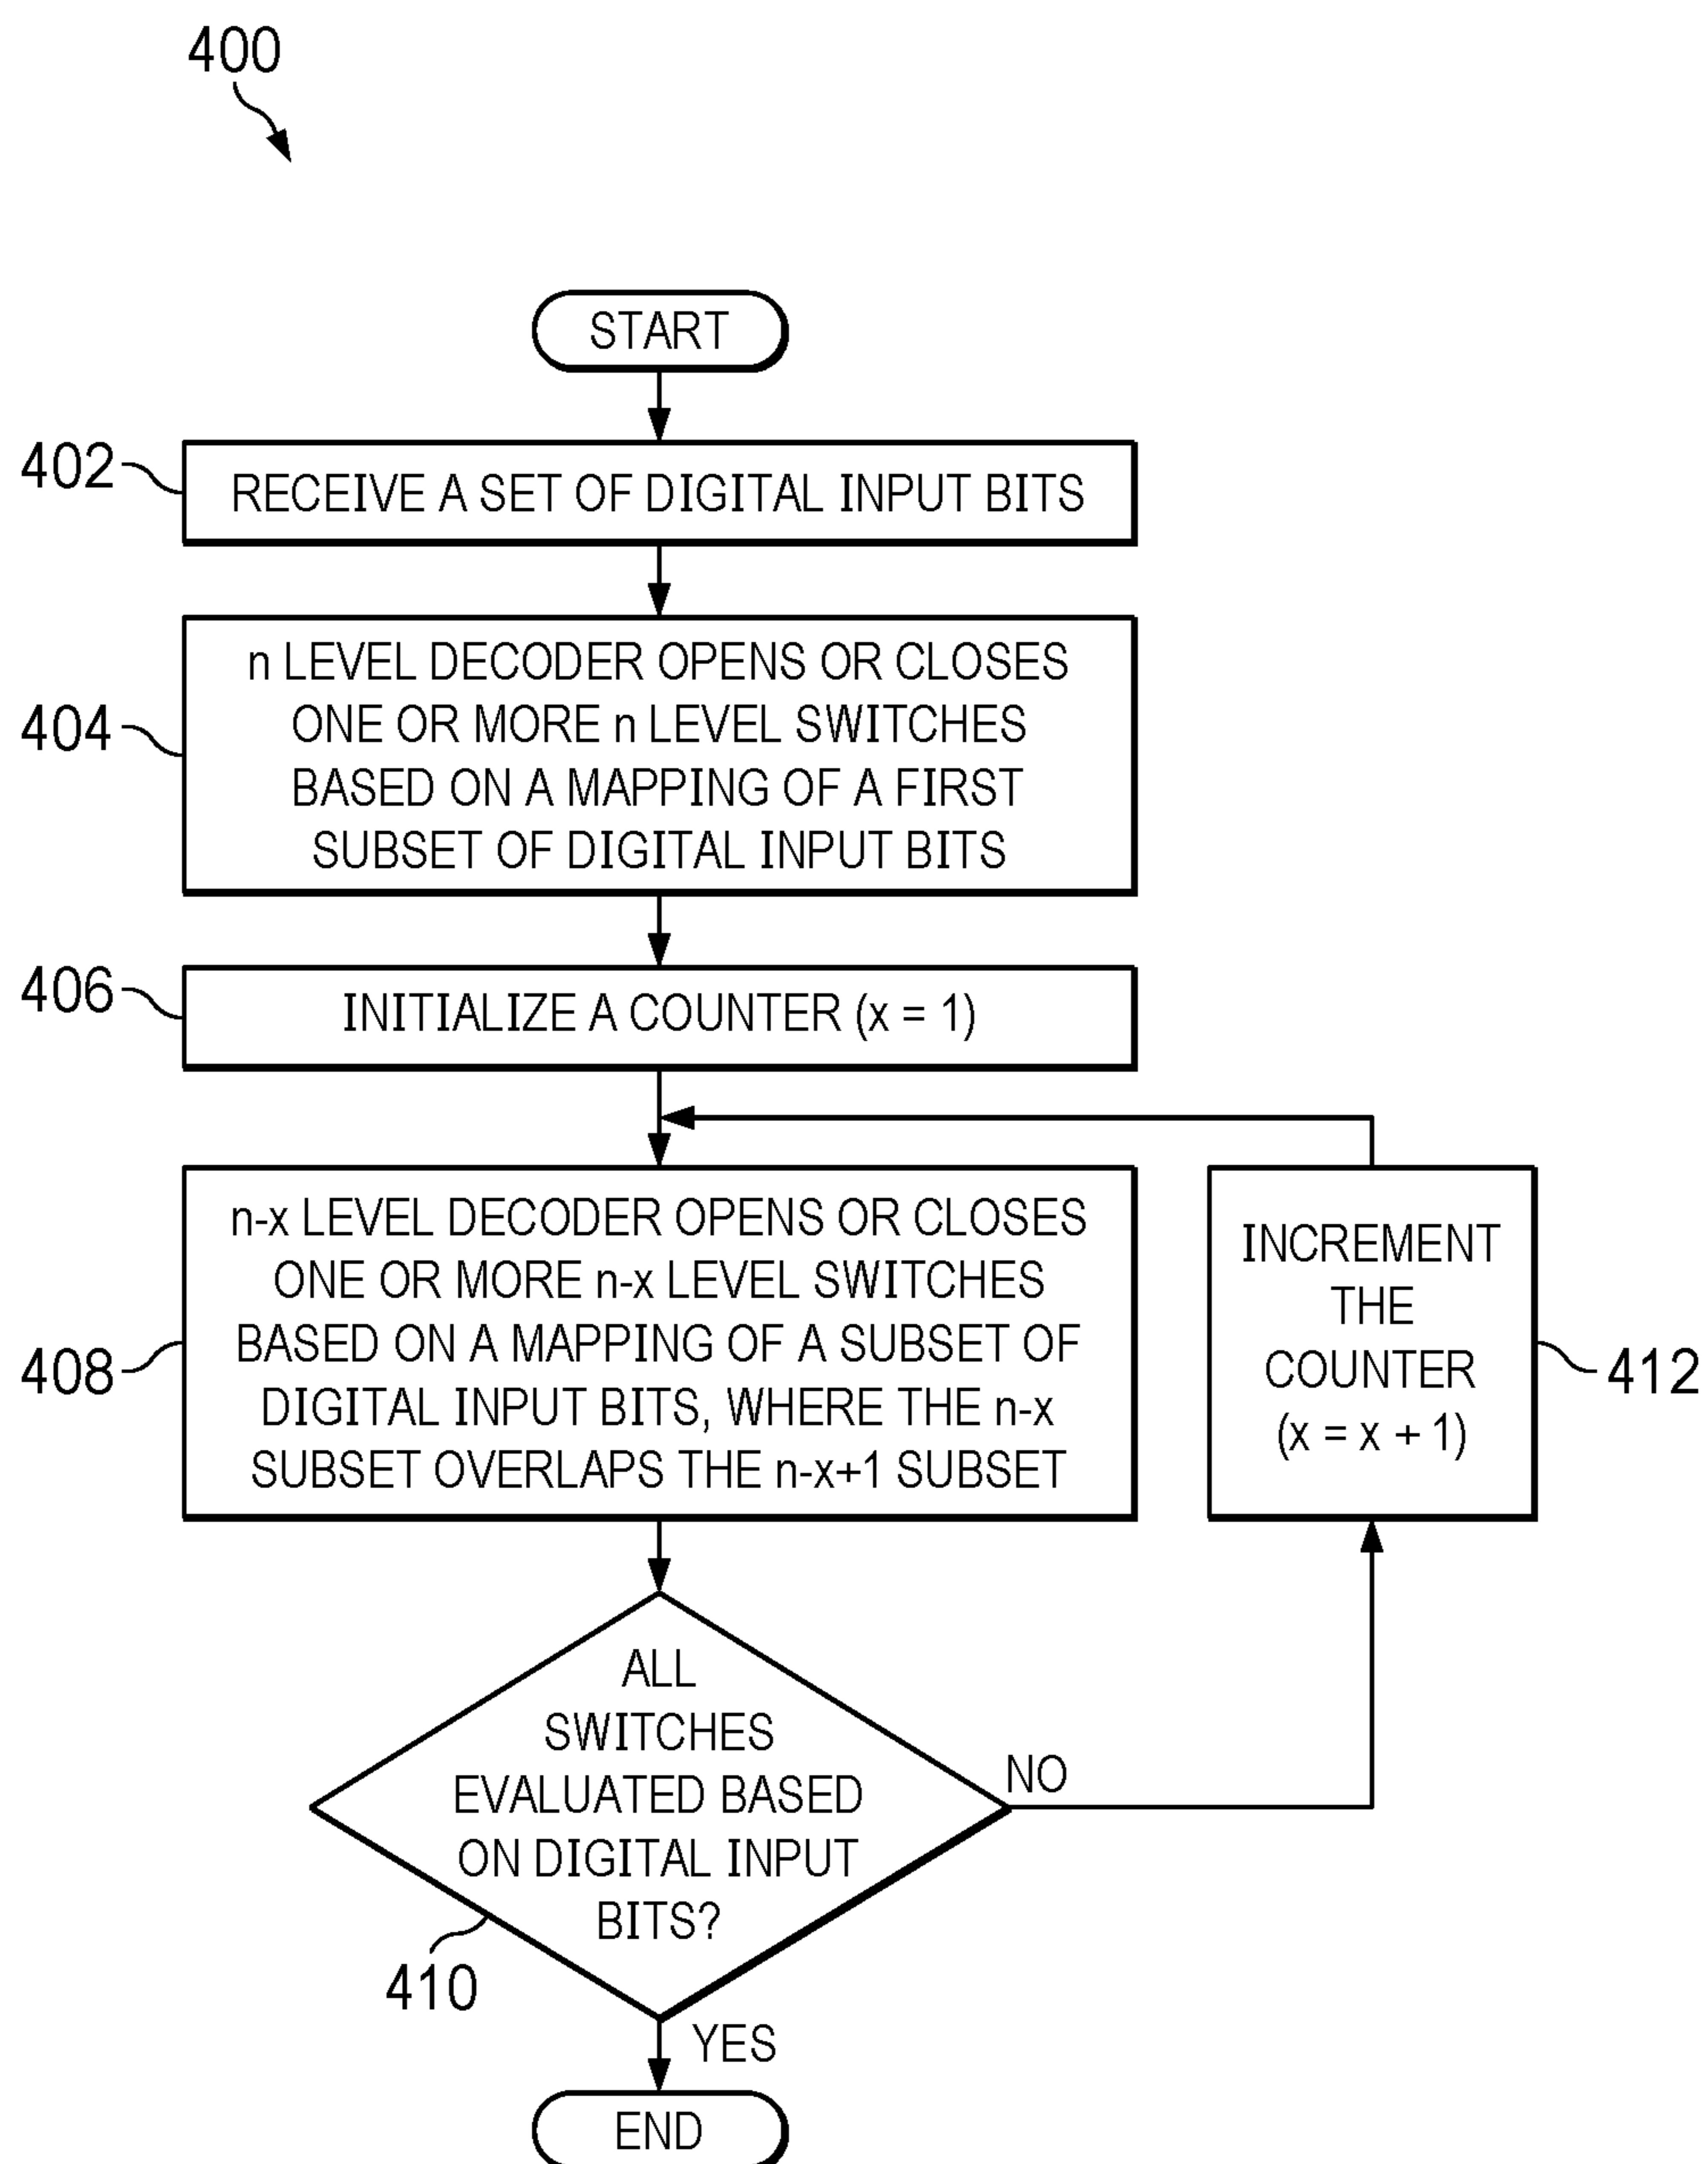 400
START
402
RECEIVE A SET OF DIGITAL INPUT BITS
404
n LEVEL DECODER OPENS OR CLOSES
ONE OR MORE n LEVEL SWITCHES
BASED ON A MAPPING OF A FIRST
SUBSET OF DIGITAL INPUT BITS
406
INITIALIZE A COUNTER (x = 1)
408
n-x LEVEL DECODER OPENS OR CLOSES
ONE OR MORE n-x LEVEL SWITCHES
BASED ON A MAPPING OF A SUBSET OF
DIGITAL INPUT BITS, WHERE THE n-x
SUBSET OVERLAPS THE n-x+1 SUBSET
INCREMENT
THE
COUNTER
(x = x + 1)
412
ALL
SWITCHES
EVALUATED BASED
ON DIGITAL INPUT
BITS?
NO
410
YES
END